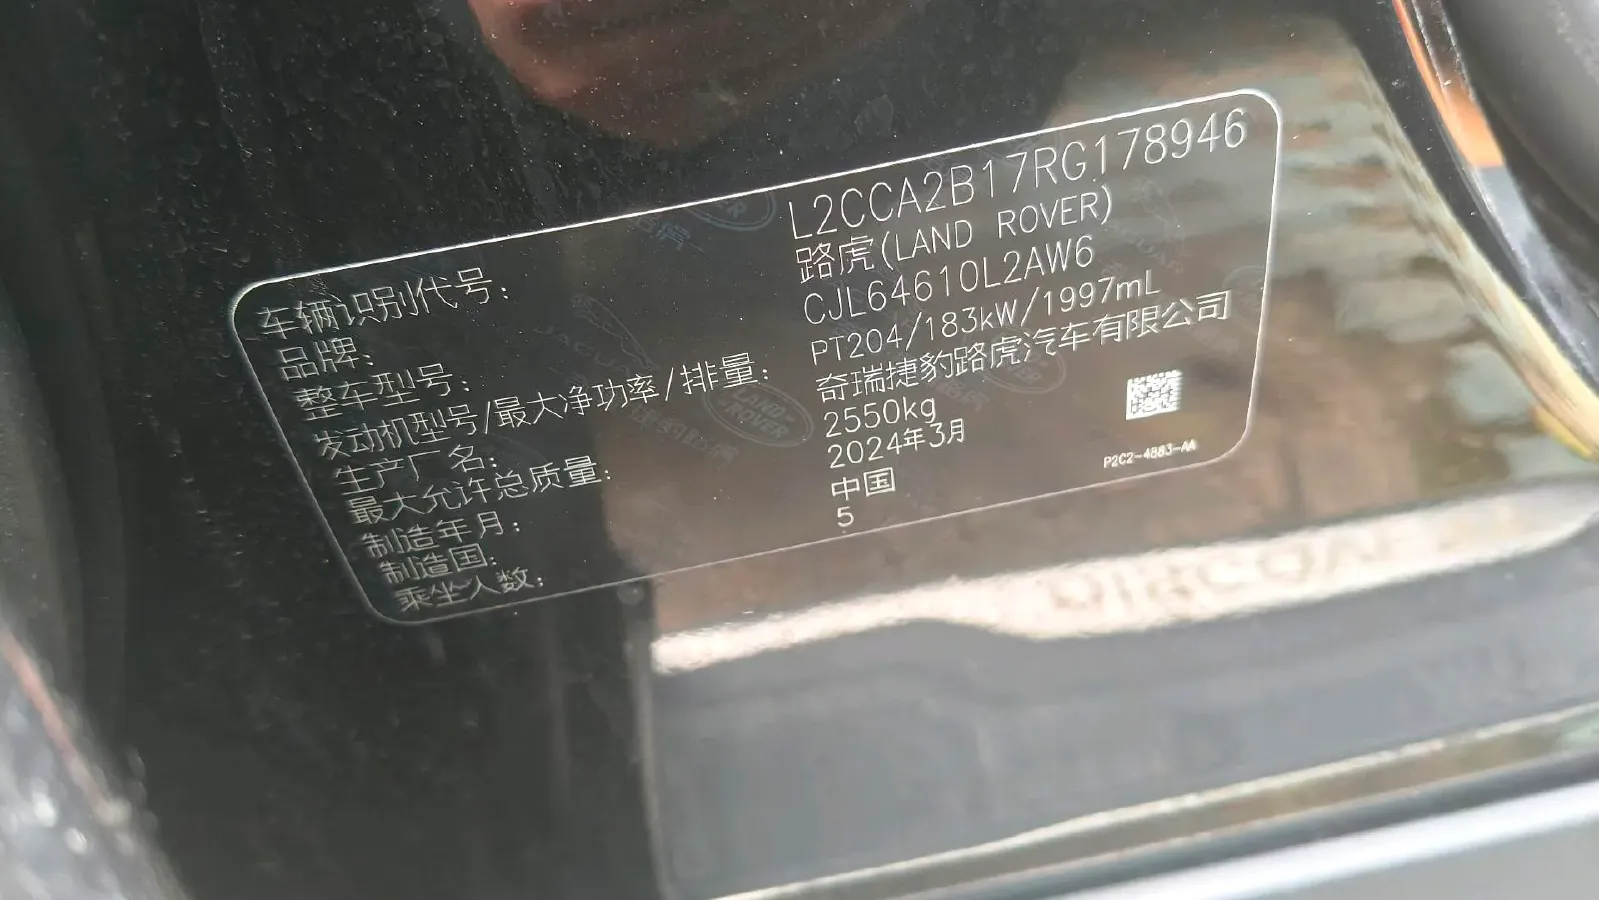 车辆识别代号: L2CCA2B17RG178946
品牌: 路虎(LAND ROVER)
整车型号: CJL64610L2AW6
发动机型号/最大净功率/排量: PT204/183kW/1997mL
生产厂名: 奇瑞捷豹路虎汽车有限公司
最大允许总质量: 2550kg
制造年月: 2024年3月
制造国: 中国
乘坐人数: 5
P2C2-4883-AA
JAGUAR
LAND
ROVER
JAGUAR